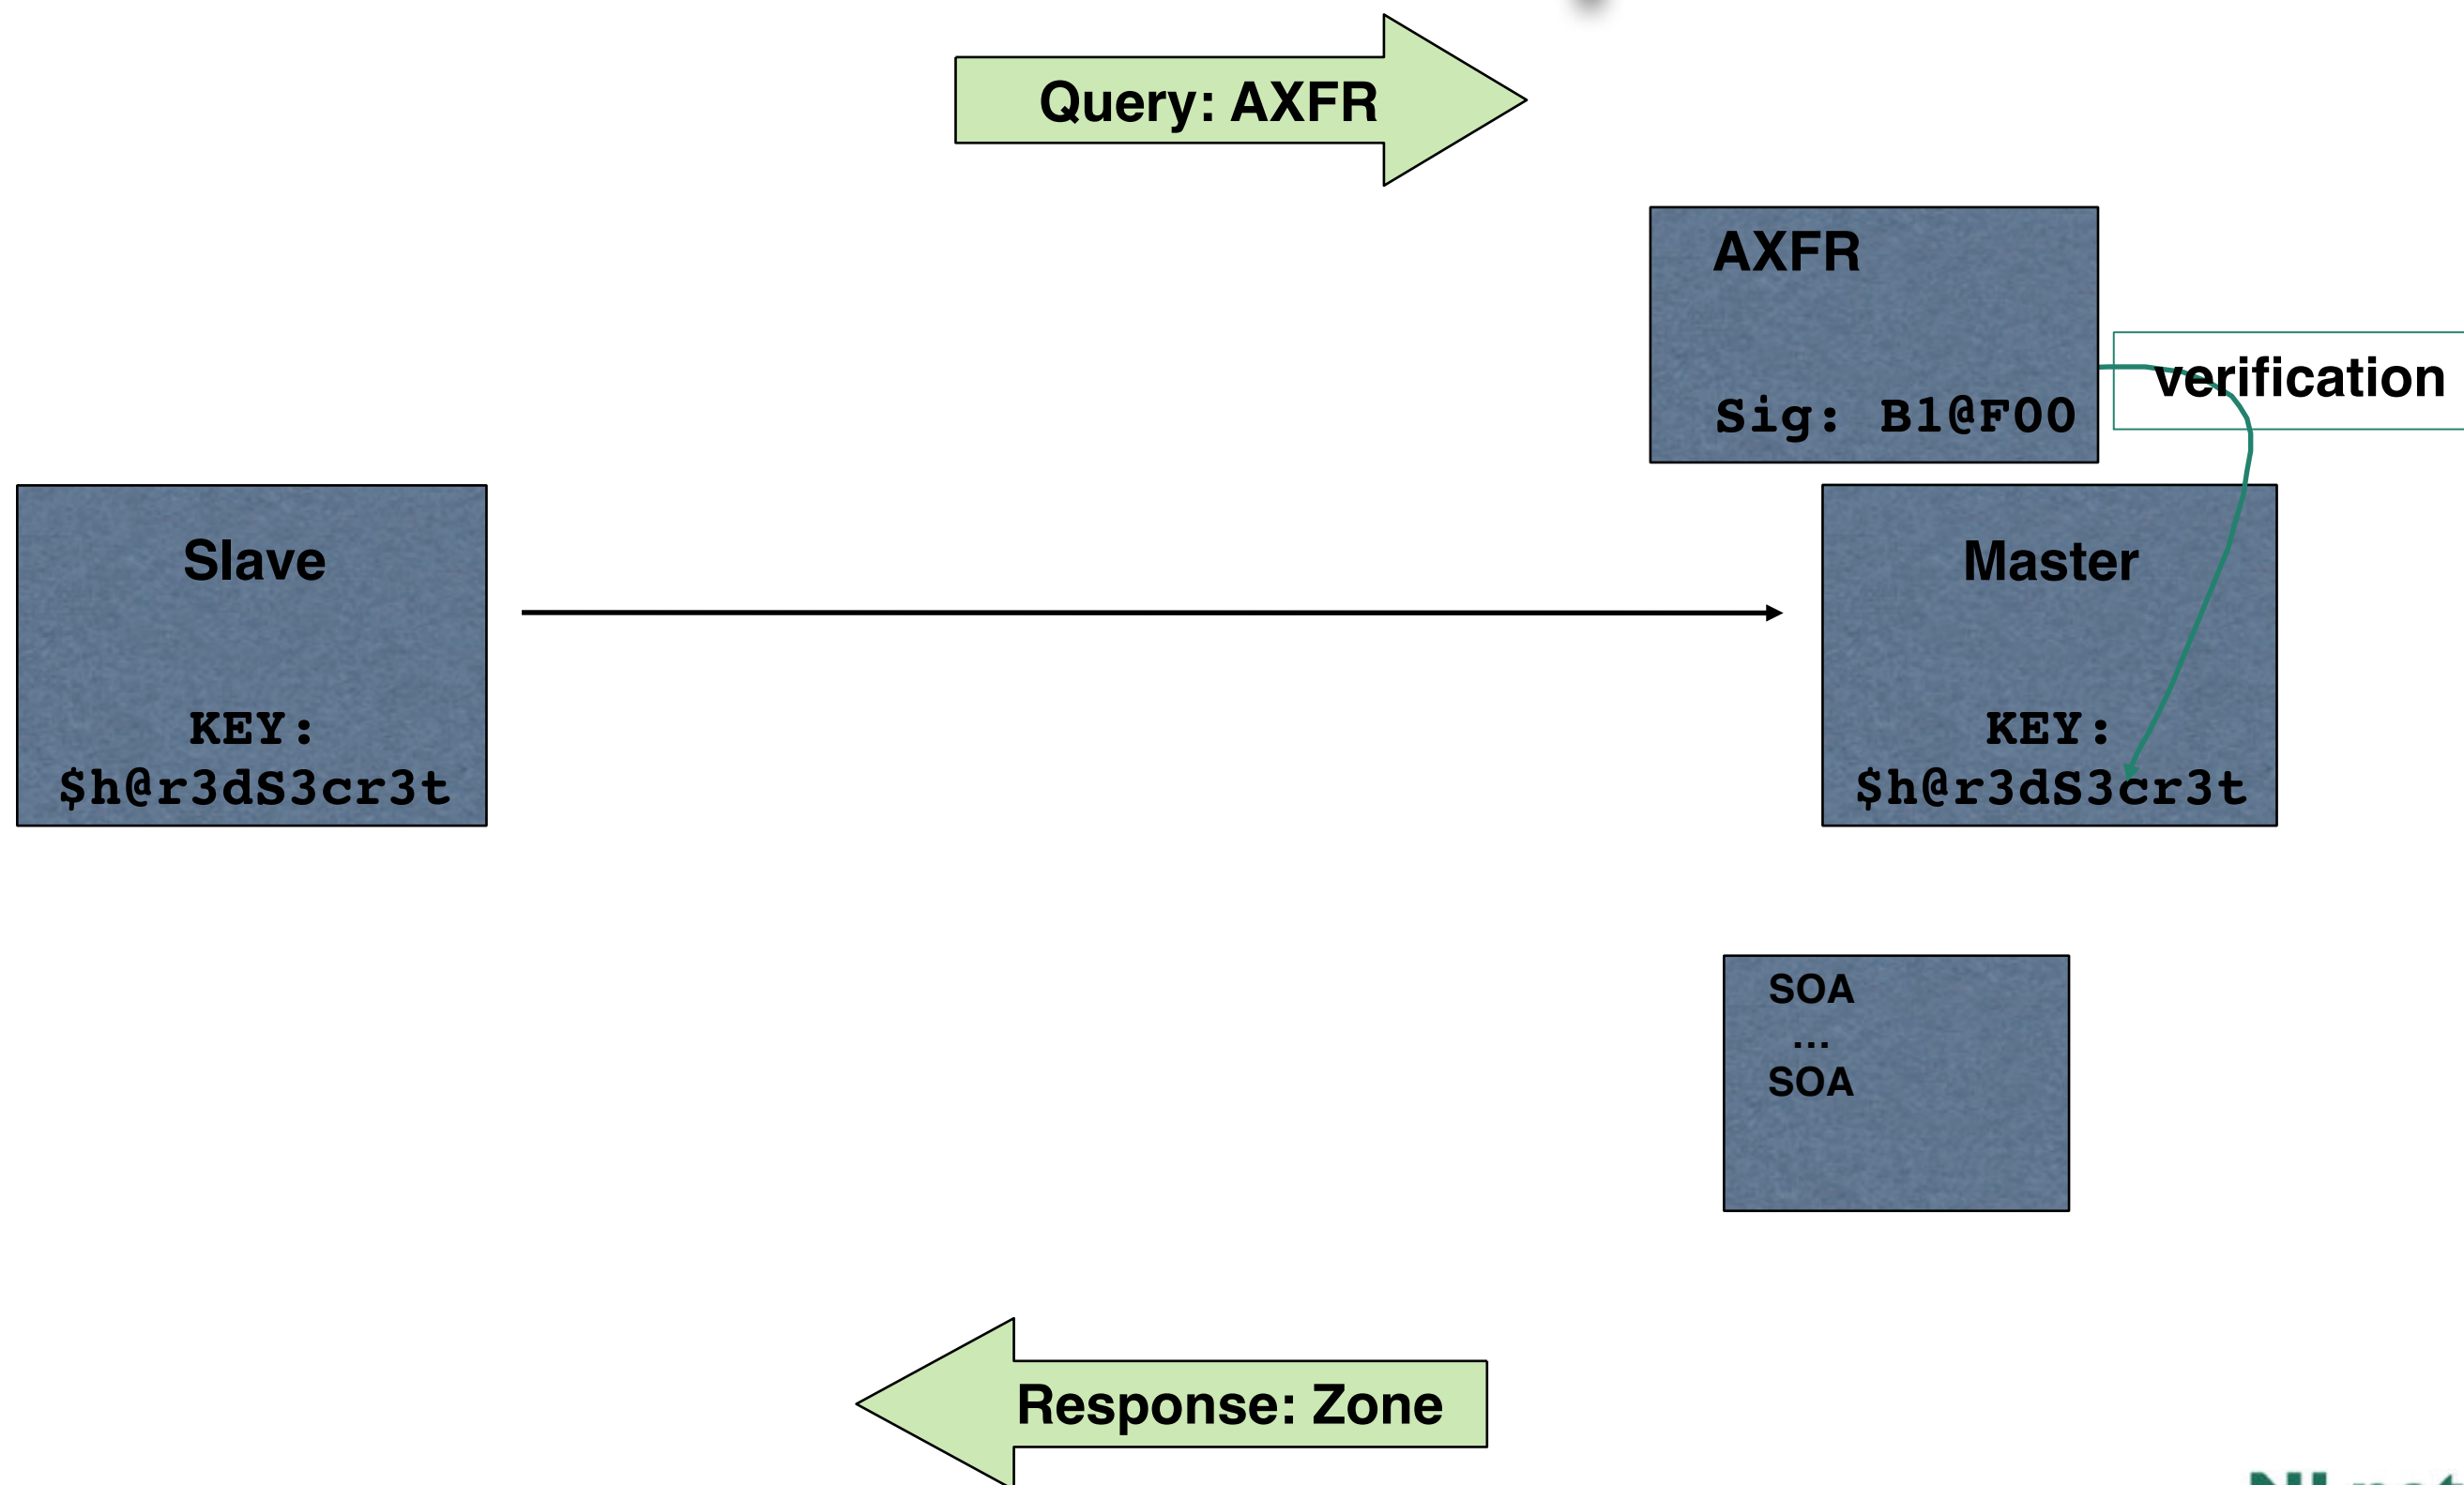 Query: AXFR
AXFR
verification
Sig: B1@F00
Slave
Master
KEY:
$h@r3dS3cr3t
KEY:
$h@r3dS3cr3t
SOA
...
SOA
Response: Zone